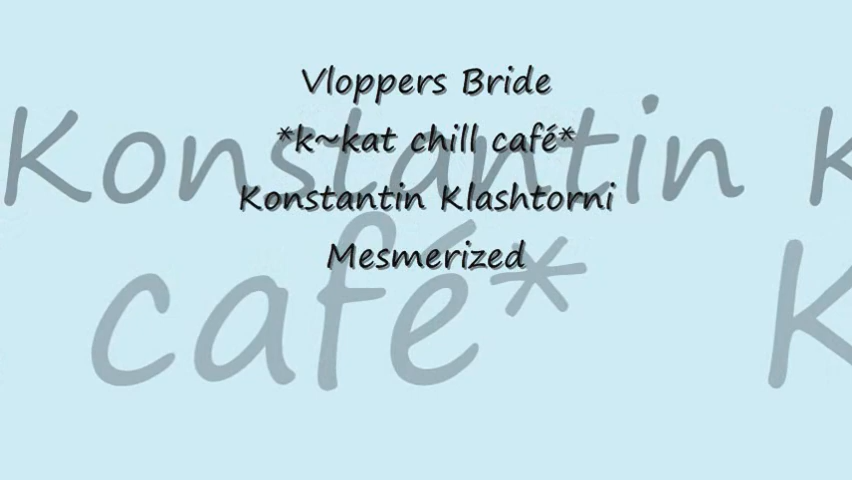 Vloppers Bride
*k~kat chill café*
Konstantin Klashtorni
Mesmerized
Konstantin K
café*
K